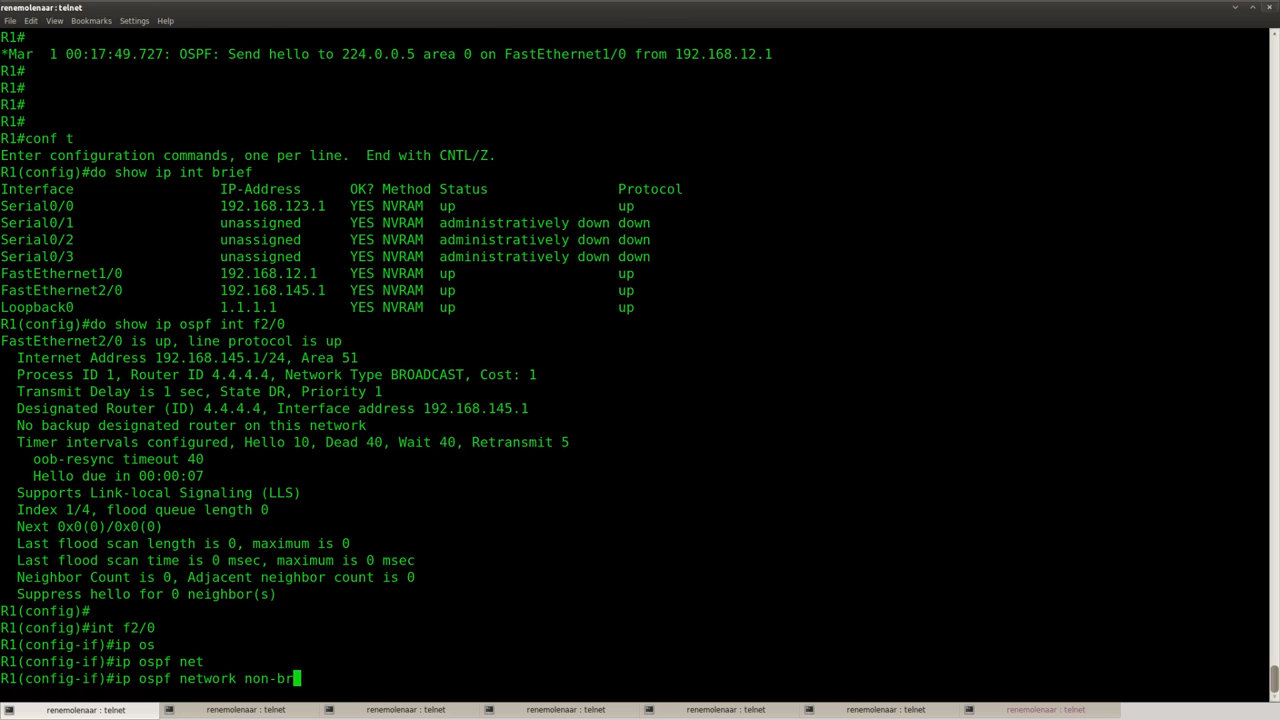 renemolenaar : telnet
File Edit View Bookmarks Settings Help
R1#
*Mar  1 00:17:49.727: OSPF: Send hello to 224.0.0.5 area 0 on FastEthernet1/0 from 192.168.12.1
R1#
R1#
R1#
R1#
R1#conf t
Enter configuration commands, one per line.  End with CNTL/Z.
R1(config)#do show ip int brief
Interface                  IP-Address      OK? Method Status                Protocol
Serial0/0                  192.168.123.1   YES NVRAM  up                    up
Serial0/1                  unassigned      YES NVRAM  administratively down down
Serial0/2                  unassigned      YES NVRAM  administratively down down
Serial0/3                  unassigned      YES NVRAM  administratively down down
FastEthernet1/0            192.168.12.1    YES NVRAM  up                    up
FastEthernet2/0            192.168.145.1   YES NVRAM  up                    up
Loopback0                  1.1.1.1         YES NVRAM  up                    up
R1(config)#do show ip ospf int f2/0
FastEthernet2/0 is up, line protocol is up
  Internet Address 192.168.145.1/24, Area 51
  Process ID 1, Router ID 4.4.4.4, Network Type BROADCAST, Cost: 1
  Transmit Delay is 1 sec, State DR, Priority 1
  Designated Router (ID) 4.4.4.4, Interface address 192.168.145.1
  No backup designated router on this network
  Timer intervals configured, Hello 10, Dead 40, Wait 40, Retransmit 5
    oob-resync timeout 40
    Hello due in 00:00:07
  Supports Link-local Signaling (LLS)
  Index 1/4, flood queue length 0
  Next 0x0(0)/0x0(0)
  Last flood scan length is 0, maximum is 0
  Last flood scan time is 0 msec, maximum is 0 msec
  Neighbor Count is 0, Adjacent neighbor count is 0
  Suppress hello for 0 neighbor(s)
R1(config)#
R1(config)#int f2/0
R1(config-if)#ip os
R1(config-if)#ip ospf net
R1(config-if)#ip ospf network non-br
renemolenaar : telnet renemolenaar : telnet renemolenaar : telnet renemolenaar : telnet renemolenaar : telnet renemolenaar : telnet renemolenaar : telnet